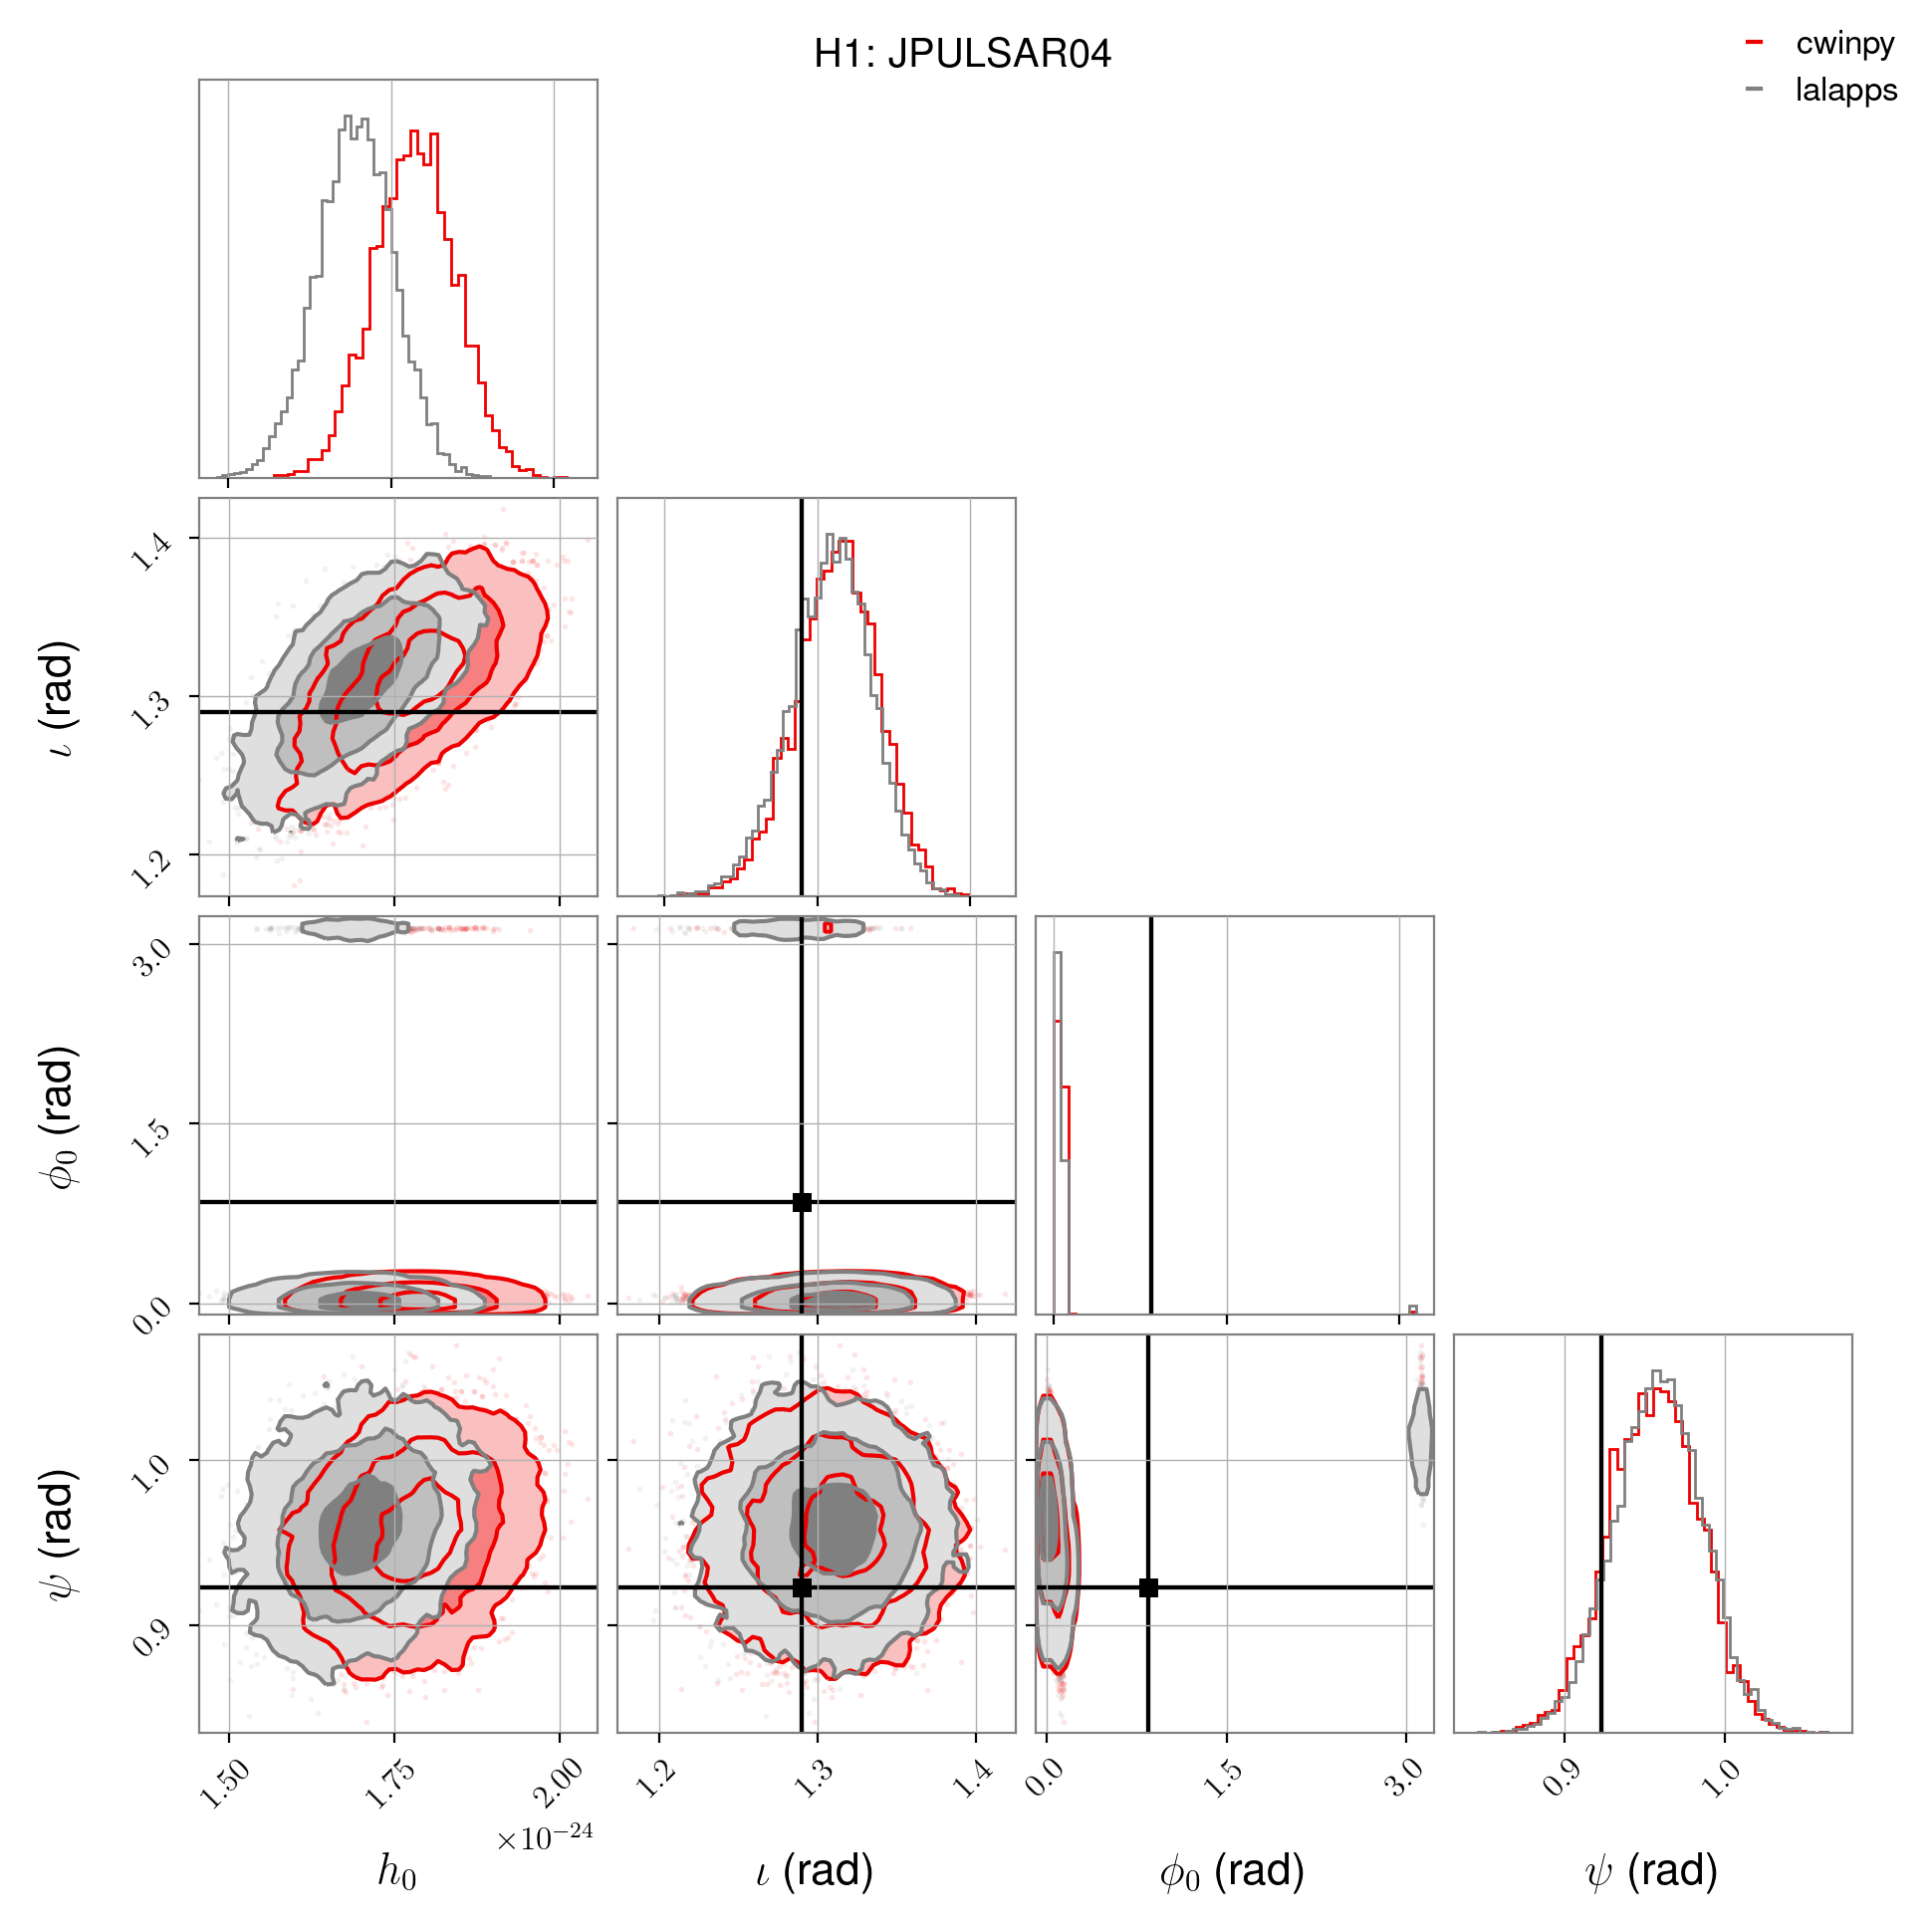 H1: JPULSAR04
cwinpy
lalapps
ι (rad)
1.4
1.3
1.2
ϕ₀ (rad)
3.0
1.5
0.0
ψ (rad)
1.0
0.9
1.50 1.75 2.00
1.2 1.3 1.4
0.0 1.5 3.0
0.9 1.0
×10⁻²⁴
h₀
ι (rad)
ϕ₀ (rad)
ψ (rad)